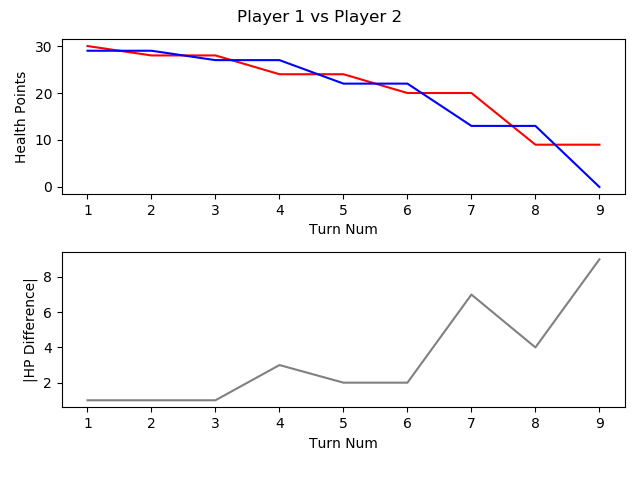 Player 1 vs Player 2
Health Points
30
20
10
0
1 2 3 4 5 6 7 8 9
Turn Num
|HP Difference|
8
6
4
2
1 2 3 4 5 6 7 8 9
Turn Num